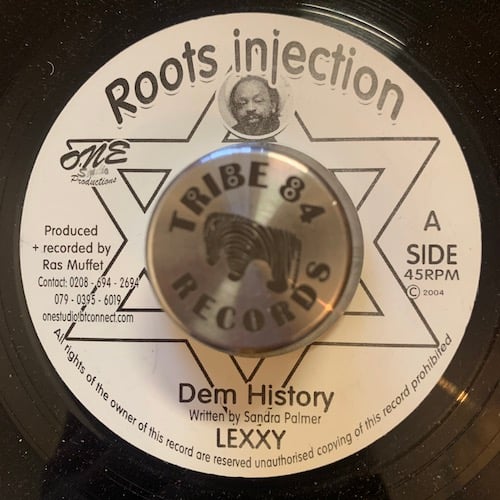 Roots injection
ONE
Productions
TRIBE 84
RECORDS
Produced
+ recorded by
Ras Muffet
Contact: 0208 - 694 - 2694
079 - 0395 - 6019
onestudio!btconnect.com
A
SIDE
45RPM
© 2004
Dem History
Written by Sandra Palmer
LEXXY
All rights of the owner of this record are reserved unauthorised copying of this record prohibited